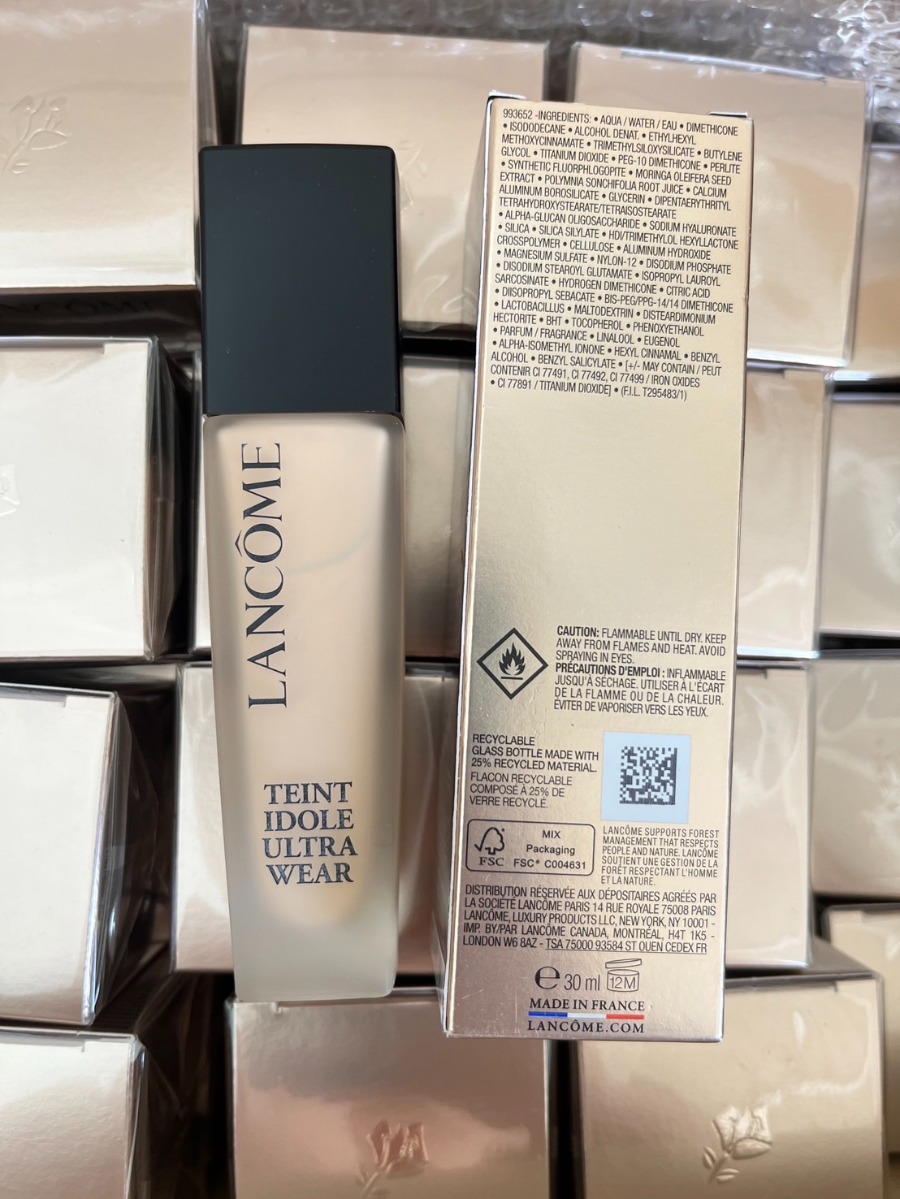 LANCÔME
TEINT
IDOLE
ULTRA
WEAR
993652 -INGREDIENTS: • AQUA / WATER / EAU • DIMETHICONE
• ISODODECANE • ALCOHOL DENAT. • ETHYLHEXYL
METHOXYCINNAMATE • TRIMETHYLSILOXYSILICATE • BUTYLENE
GLYCOL • TITANIUM DIOXIDE • PEG-10 DIMETHICONE • PERLITE
• SYNTHETIC FLUORPHLOGOPITE • MORINGA OLEIFERA SEED
EXTRACT • POLYMNIA SONCHIFOLIA ROOT JUICE • CALCIUM
ALUMINUM BOROSILICATE • GLYCERIN • DIPENTAERYTHRITYL
TETRAHYDROXYSTEARATE/TETRAISOSTEARATE
• ALPHA-GLUCAN OLIGOSACCHARIDE • SODIUM HYALURONATE
• SILICA • SILICA SILYLATE • HDI/TRIMETHYLOL HEXYLLACTONE
CROSSPOLYMER • CELLULOSE • ALUMINUM HYDROXIDE
• MAGNESIUM SULFATE • NYLON-12 • DISODIUM PHOSPHATE
• DISODIUM STEAROYL GLUTAMATE • ISOPROPYL LAUROYL
SARCOSINATE • HYDROGEN DIMETHICONE • CITRIC ACID
• DIISOPROPYL SEBACATE • BIS-PEG/PPG-14/14 DIMETHICONE
• LACTOBACILLUS • MALTODEXTRIN • DISTEARDIMONIUM
HECTORITE • BHT • TOCOPHEROL • PHENOXYETHANOL
• PARFUM / FRAGRANCE • LINALOOL • EUGENOL
• ALPHA-ISOMETHYL IONONE • HEXYL CINNAMAL • BENZYL
ALCOHOL • BENZYL SALICYLATE • [+/- MAY CONTAIN / PEUT
CONTENIR CI 77491, CI 77492, CI 77499 / IRON OXIDES
• CI 77891 / TITANIUM DIOXIDE] • (F.I.L. T295483/1)
CAUTION: FLAMMABLE UNTIL DRY. KEEP
AWAY FROM FLAMES AND HEAT. AVOID
SPRAYING IN EYES.
PRÉCAUTIONS D'EMPLOI : INFLAMMABLE
JUSQU'À SÉCHAGE. UTILISER À L'ÉCART
DE LA FLAMME OU DE LA CHALEUR.
ÉVITER DE VAPORISER VERS LES YEUX.
RECYCLABLE
GLASS BOTTLE MADE WITH
25% RECYCLED MATERIAL.
FLACON RECYCLABLE
COMPOSÉ À 25% DE
VERRE RECYCLÉ.
FSC
MIX
Packaging
FSC® C004631
LANCÔME SUPPORTS FOREST
MANAGEMENT THAT RESPECTS
PEOPLE AND NATURE. LANCÔME
SOUTIENT UNE GESTION DE LA
FORÊT RESPECTANT L'HOMME
ET LA NATURE.
DISTRIBUTION RÉSERVÉE AUX DÉPOSITAIRES AGRÉÉS PAR
LA SOCIÉTÉ LANCÔME PARIS 14 RUE ROYALE 75008 PARIS
LANCÔME, LUXURY PRODUCTS LLC, NEW YORK, NY 10001 -
IMP. BY/PAR LANCÔME CANADA, MONTRÉAL, H4T 1K5 -
LONDON W6 8AZ - TSA 75000 93584 ST OUEN CEDEX FR
℮ 30 ml 12M
MADE IN FRANCE
LANCÔME.COM